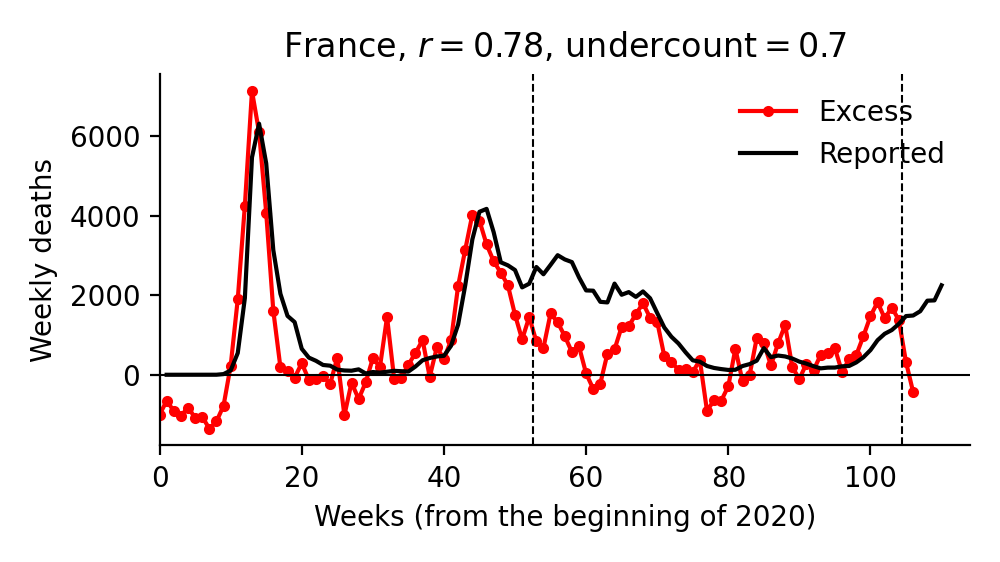 France, r = 0.78, undercount = 0.7
Excess
Reported
Weekly deaths
6000
4000
2000
0
0 20 40 60 80 100
Weeks (from the beginning of 2020)